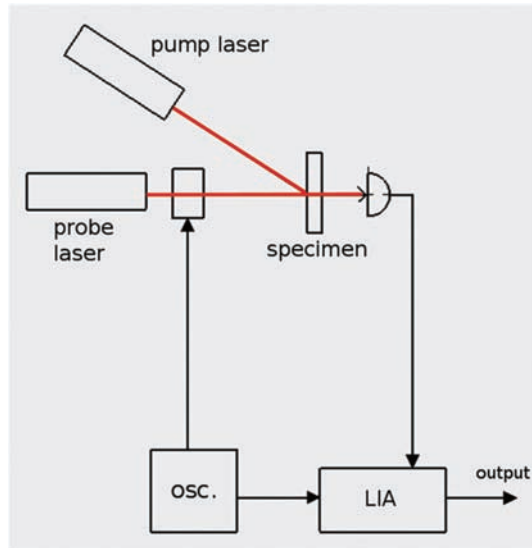 pump laser
probe
laser
specimen
osc.
LIA
output